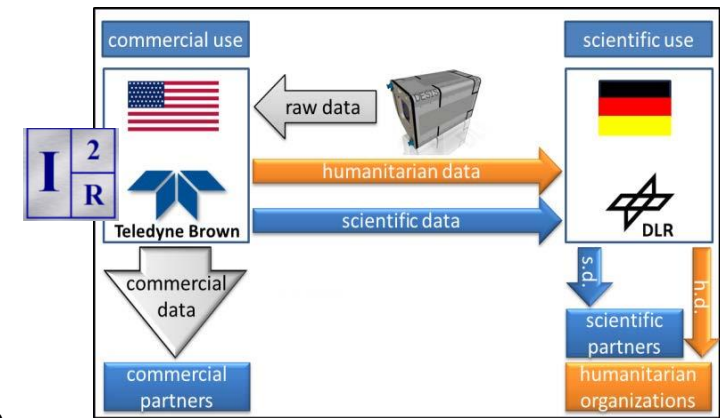 commercial use
scientific use
raw data
I 2 R
humanitarian data
scientific data
Teledyne Brown
DLR
commercial
data
s.d.
h.d.
scientific
partners
commercial
partners
humanitarian
organizations